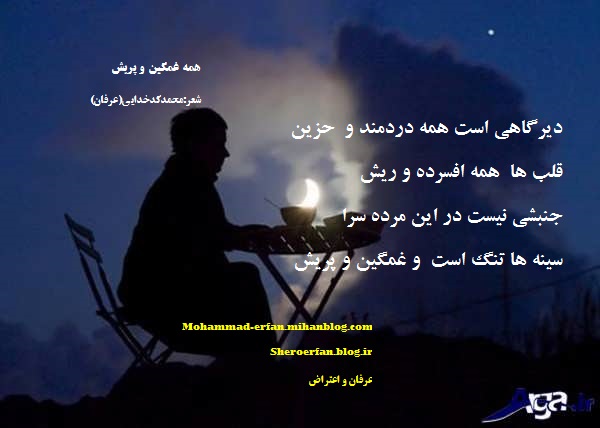 همه غمگین و پریش
شعر:محمدکدخدایی(عرفان)
دیرگاهی است همه دردمند و حزین
قلب ها همه افسرده و ریش
جنبشی نیست در این مرده سرا
سینه ها تنگ است و غمگین و پریش
Mohammad-erfan.mihanblog.com
Sheroerfan.blog.ir
عرفان و اعتراض
Aga.ir